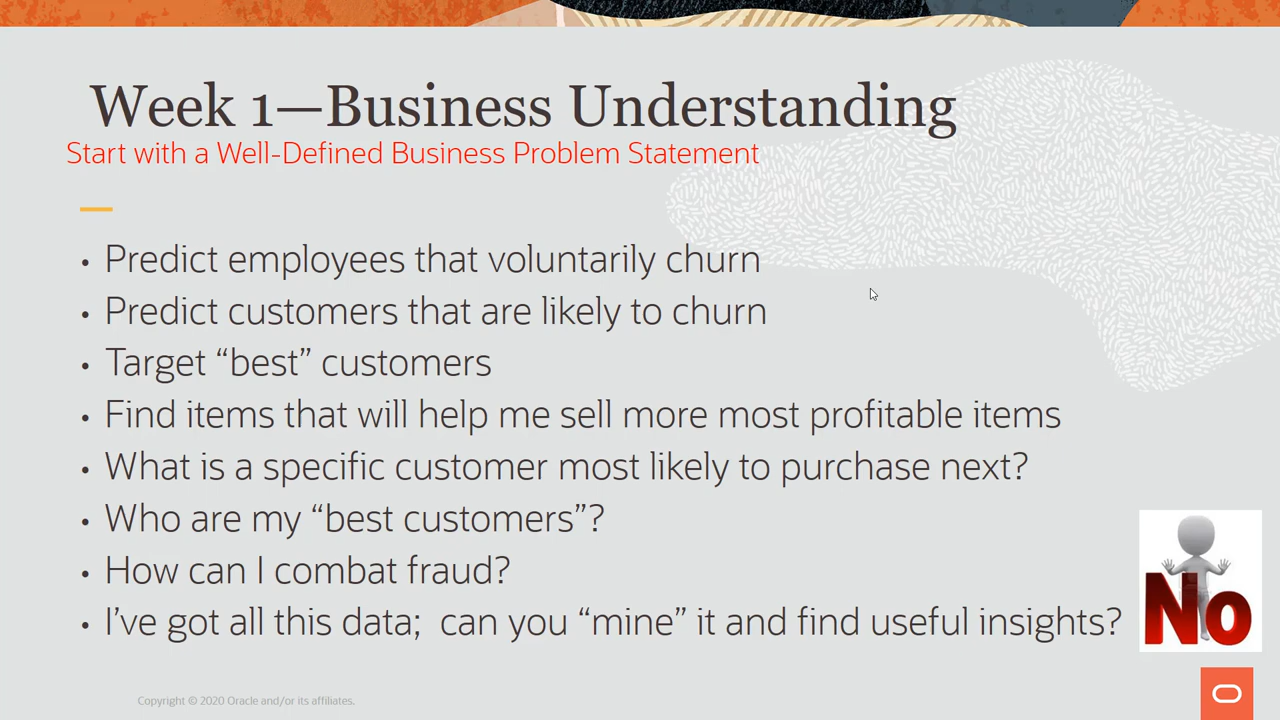 Week 1—Business Understanding
Start with a Well-Defined Business Problem Statement
• Predict employees that voluntarily churn
• Predict customers that are likely to churn
• Target “best” customers
• Find items that will help me sell more most profitable items
• What is a specific customer most likely to purchase next?
• Who are my “best customers”?
• How can I combat fraud?
• I’ve got all this data;  can you “mine” it and find useful insights?
No
Copyright © 2020 Oracle and/or its affiliates.